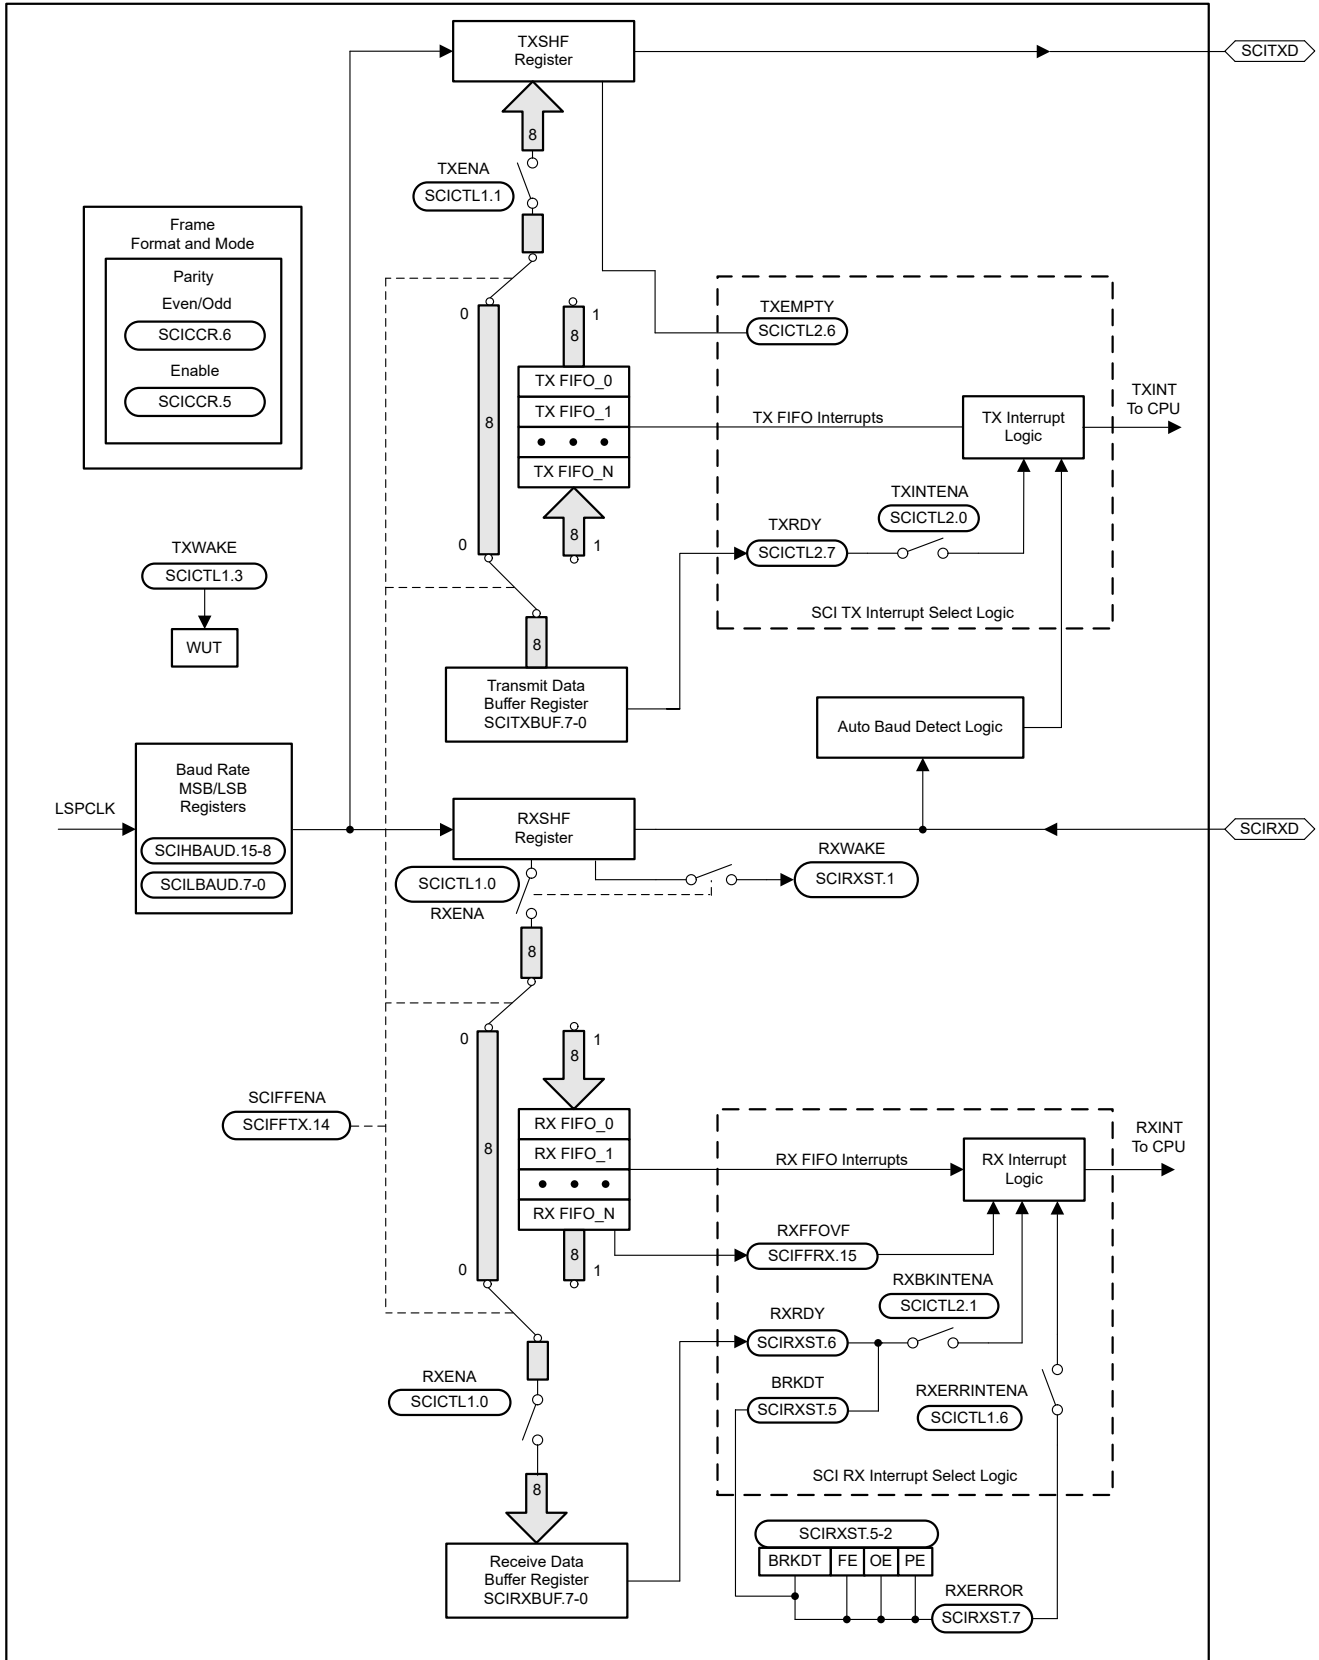 TXSHF
Register
SCITXD
8
TXENA
SCICTL1.1
Frame
Format and Mode
Parity
Even/Odd
SCICCR.6
Enable
SCICCR.5
0
1
8
TX FIFO_0
TX FIFO_1
TX FIFO_N
8
8
0
1
TXEMPTY
SCICTL2.6
TX FIFO Interrupts
TX Interrupt
Logic
TXINT
To CPU
TXINTENA
SCICTL2.0
TXRDY
SCICTL2.7
SCI TX Interrupt Select Logic
TXWAKE
SCICTL1.3
WUT
8
Transmit Data
Buffer Register
SCITXBUF.7-0
Auto Baud Detect Logic
Baud Rate
MSB/LSB
Registers
SCIHBAUD.15-8
SCILBAUD.7-0
LSPCLK
RXSHF
Register
SCIRXD
RXWAKE
SCIRXST.1
SCICTL1.0
RXENA
8
0
1
8
SCIFFENA
SCIFFTX.14
8
RX FIFO_0
RX FIFO_1
RX FIFO_N
8
0
1
RX FIFO Interrupts
RX Interrupt
Logic
RXINT
To CPU
RXFFOVF
SCIFFRX.15
RXBKINTENA
SCICTL2.1
RXRDY
SCIRXST.6
BRKDT
SCIRXST.5
RXERRINTENA
SCICTL1.6
SCI RX Interrupt Select Logic
RXENA
SCICTL1.0
8
Receive Data
Buffer Register
SCIRXBUF.7-0
SCIRXST.5-2
BRKDT FE OE PE
RXERROR
SCIRXST.7